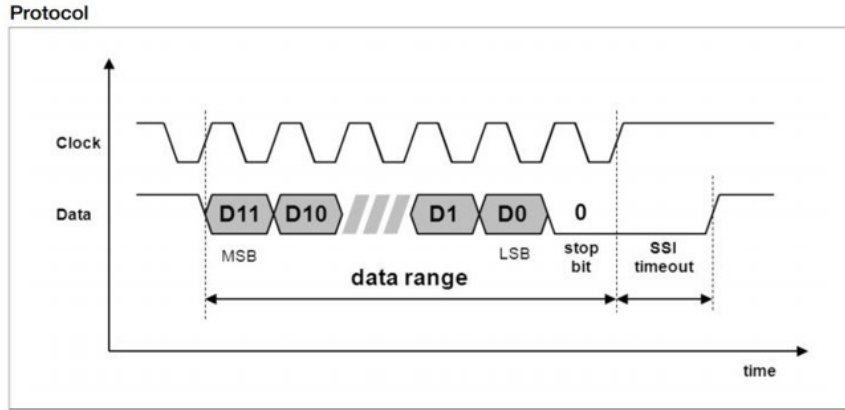 Protocol
Clock
Data
D11
D10
D1
D0
0
MSB
LSB
stop
bit
SSI
timeout
data range
time